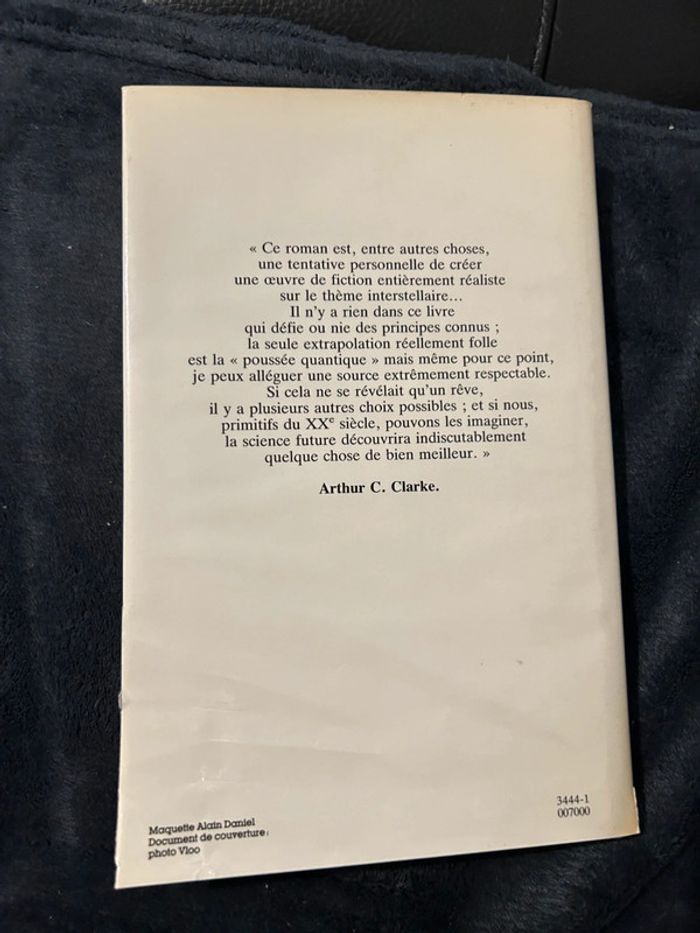 « Ce roman est, entre autres choses,
une tentative personnelle de créer
une œuvre de fiction entièrement réaliste
sur le thème interstellaire...
Il n'y a rien dans ce livre
qui défie ou nie des principes connus ;
la seule extrapolation réellement folle
est la « poussée quantique » mais même pour ce point,
je peux alléguer une source extrêmement respectable.
Si cela ne se révélait qu'un rêve,
il y a plusieurs autres choix possibles ; et si nous,
primitifs du XXe siècle, pouvons les imaginer,
la science future découvrira indiscutablement
quelque chose de bien meilleur. »
Arthur C. Clarke.
3444-1
007000
Maquette Alain Daniel
Document de couverture :
photo Vloo